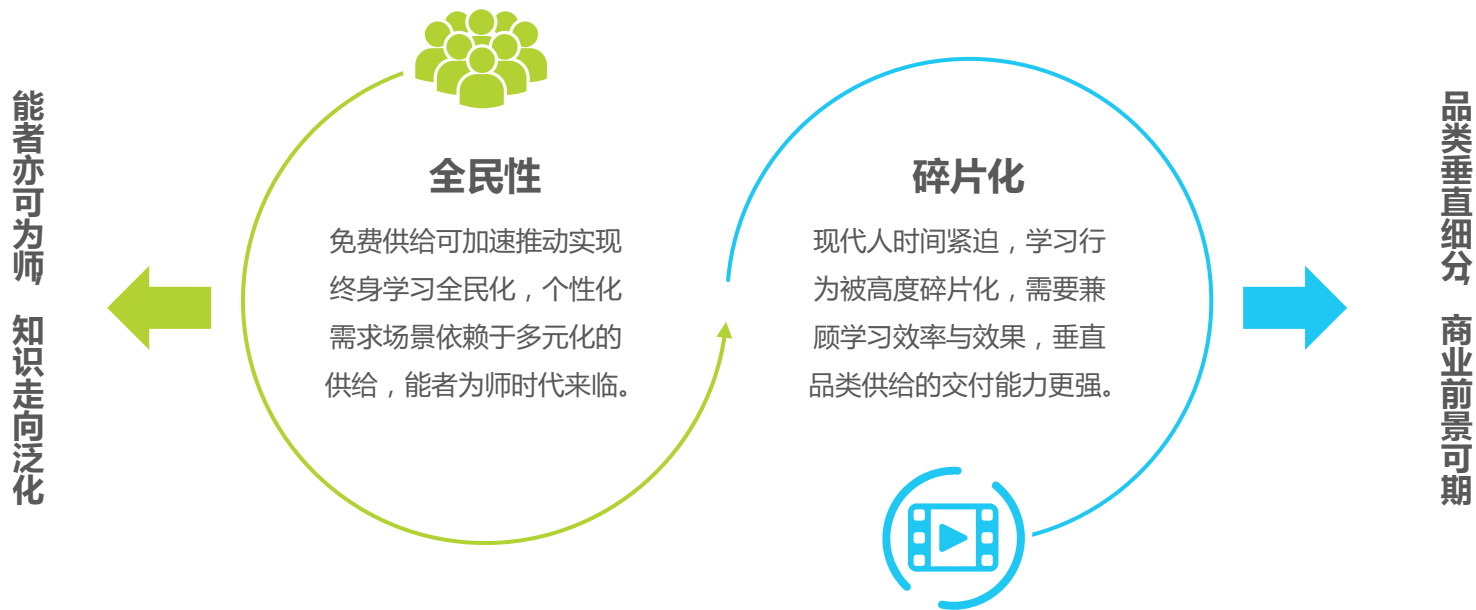 能者亦可为师，知识走向泛化
全民性
免费供给可加速推动实现
终身学习全民化，个性化
需求场景依赖于多元化的
供给，能者为师时代来临。
碎片化
现代人时间紧迫，学习行
为被高度碎片化，需要兼
顾学习效率与效果，垂直
品类供给的交付能力更强。
品类垂直细分，商业前景可期